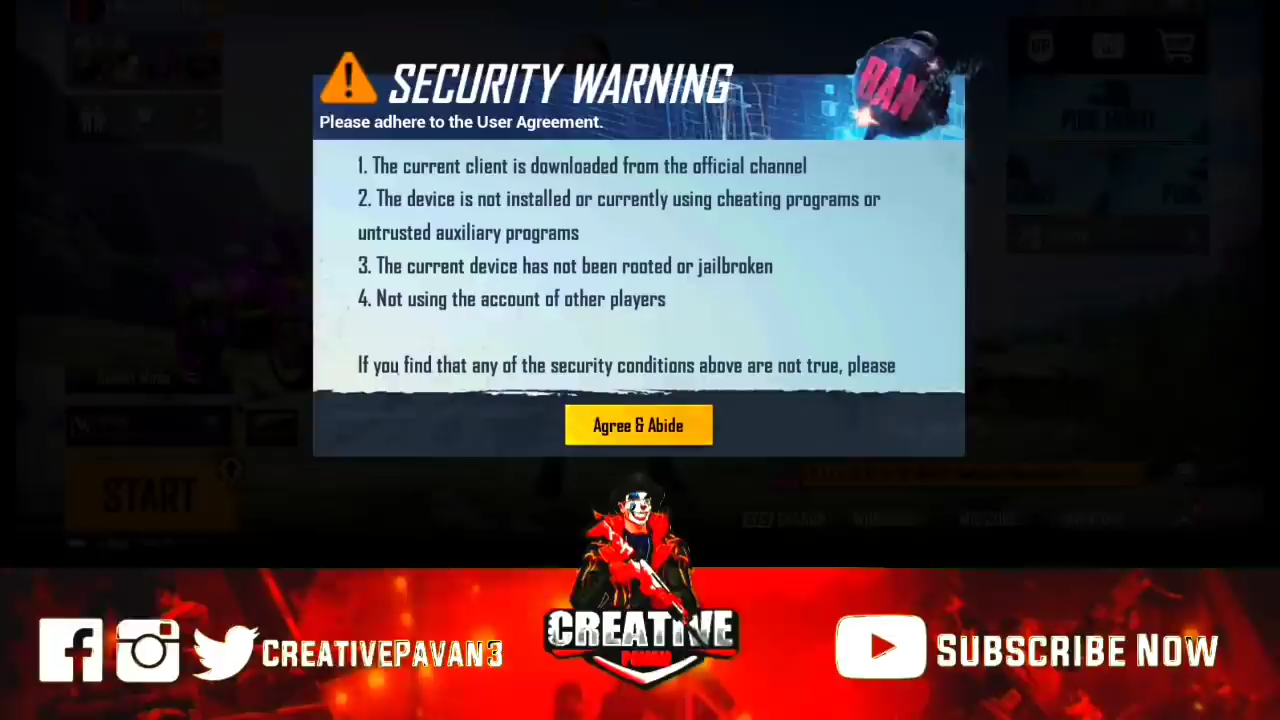 SECURITY WARNING
BAN
Please adhere to the User Agreement.
1. The current client is downloaded from the official channel
2. The device is not installed or currently using cheating programs or
untrusted auxiliary programs
3. The current device has not been rooted or jailbroken
4. Not using the account of other players
If you find that any of the security conditions above are not true, please
Agree & Abide
START
CREATIVE
CREATIVEPAVAN3
SUBSCRIBE NOW